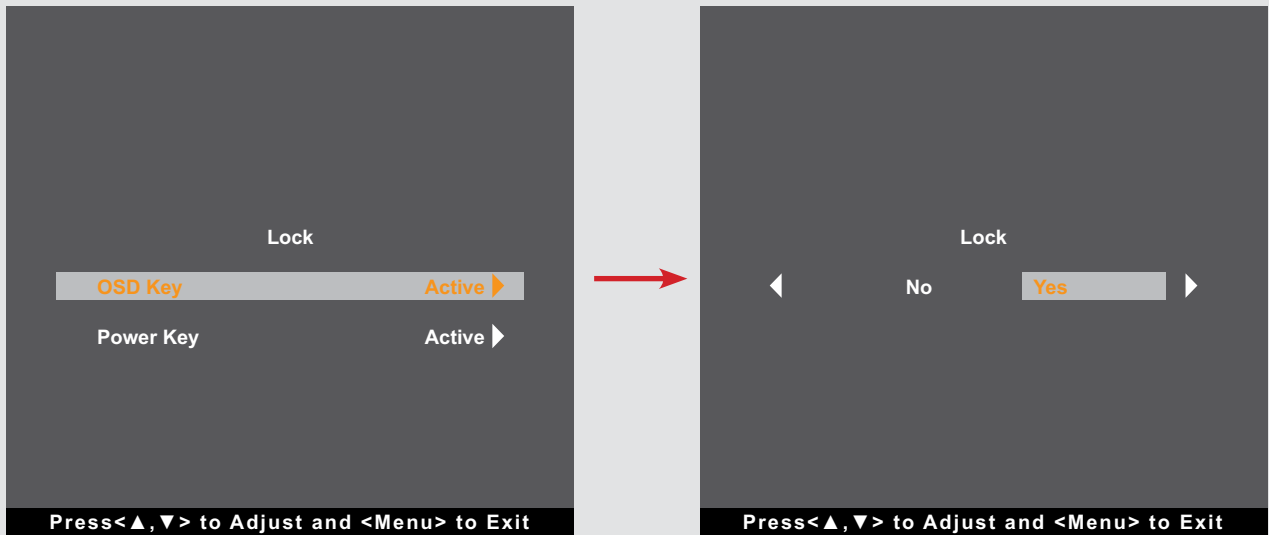 Lock
OSD Key Active
Power Key Active
Press<▲,▼> to Adjust and <Menu> to Exit
Lock
No Yes
Press<▲,▼> to Adjust and <Menu> to Exit